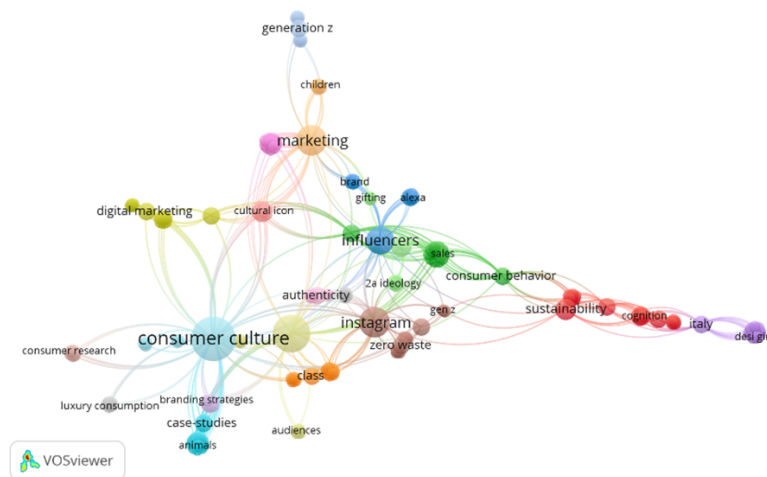 generation z
children
marketing
brand
gifting
alexa
digital marketing
cultural icon
influencers
sales
consumer behavior
2a ideology
authenticity
sustainability
gen z
instagram
cognition
italy
desi gir
consumer culture
zero waste
consumer research
class
branding strategies
luxury consumption
case-studies
audiences
animals
VOSviewer